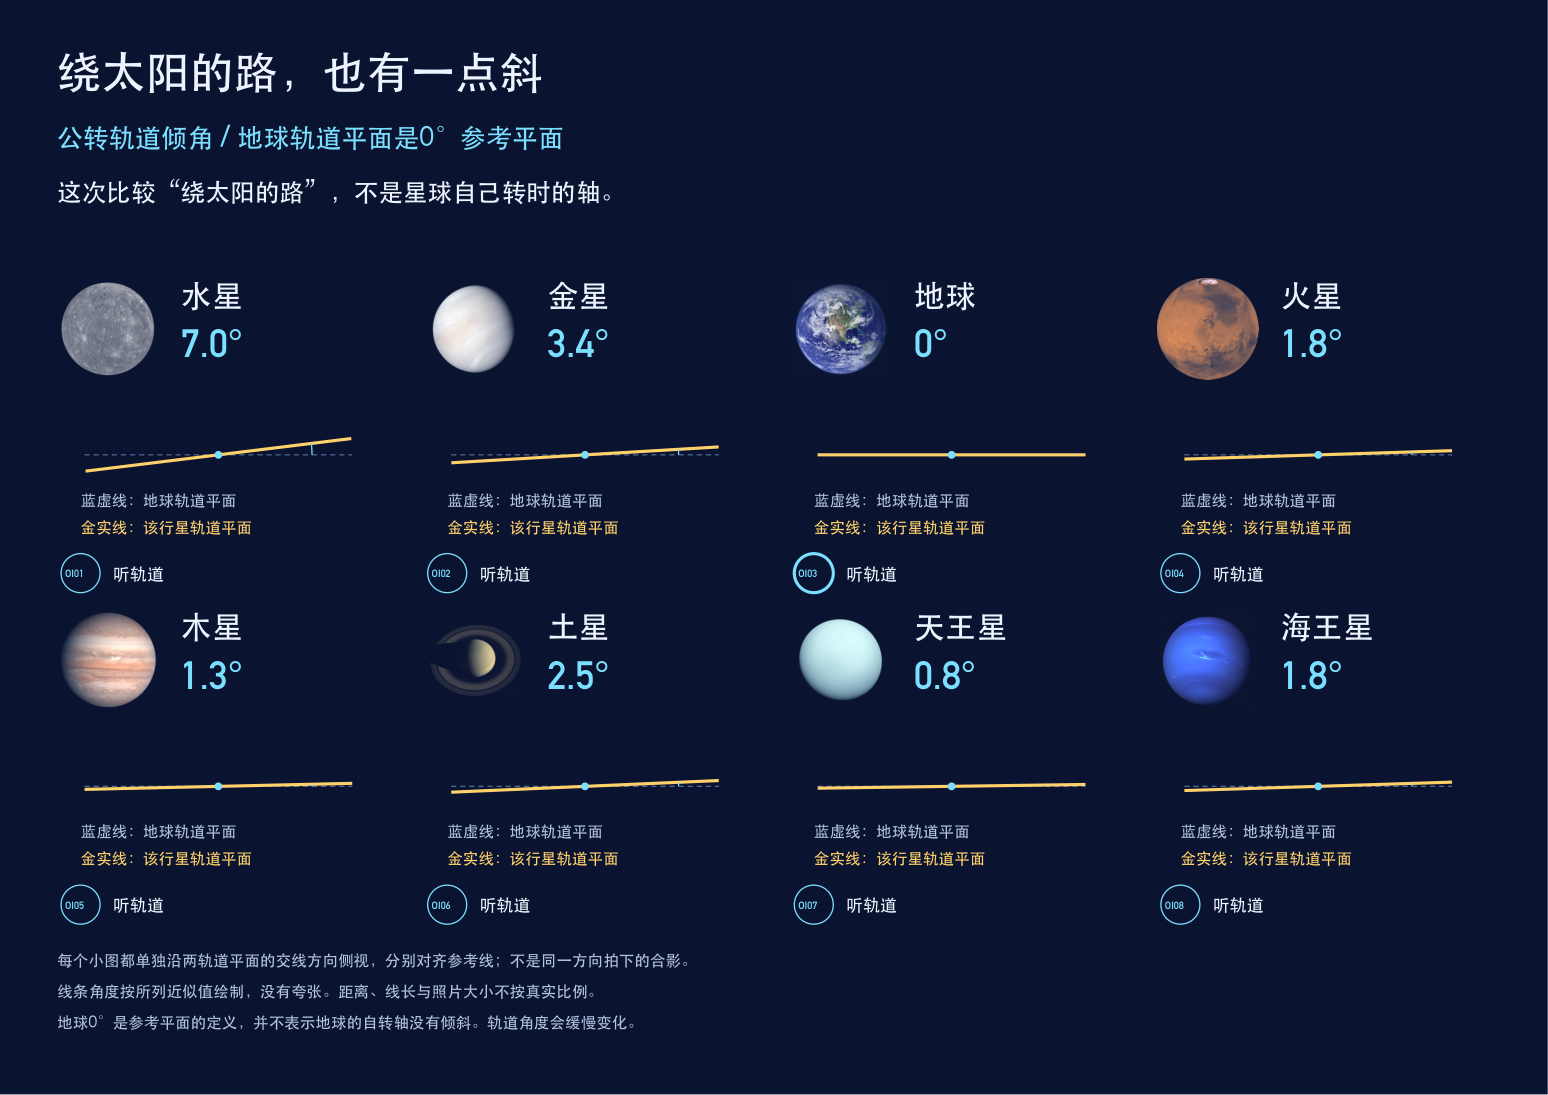 绕太阳的路，也有一点斜
公转轨道倾角 / 地球轨道平面是0° 参考平面
这次比较“绕太阳的路”，不是星球自己转时的轴。
水星
7.0°
蓝虚线：地球轨道平面
金实线：该行星轨道平面
OI01 听轨道
金星
3.4°
蓝虚线：地球轨道平面
金实线：该行星轨道平面
OI02 听轨道
地球
0°
蓝虚线：地球轨道平面
金实线：该行星轨道平面
OI03 听轨道
火星
1.8°
蓝虚线：地球轨道平面
金实线：该行星轨道平面
OI04 听轨道
木星
1.3°
蓝虚线：地球轨道平面
金实线：该行星轨道平面
OI05 听轨道
土星
2.5°
蓝虚线：地球轨道平面
金实线：该行星轨道平面
OI06 听轨道
天王星
0.8°
蓝虚线：地球轨道平面
金实线：该行星轨道平面
OI07 听轨道
海王星
1.8°
蓝虚线：地球轨道平面
金实线：该行星轨道平面
OI08 听轨道
每个小图都单独沿两轨道平面的交线方向侧视，分别对齐参考线；不是同一方向拍下的合影。
线条角度按所列近似值绘制，没有夸张。距离、线长与照片大小不按真实比例。
地球0° 是参考平面的定义，并不表示地球的自转轴没有倾斜。轨道角度会缓慢变化。